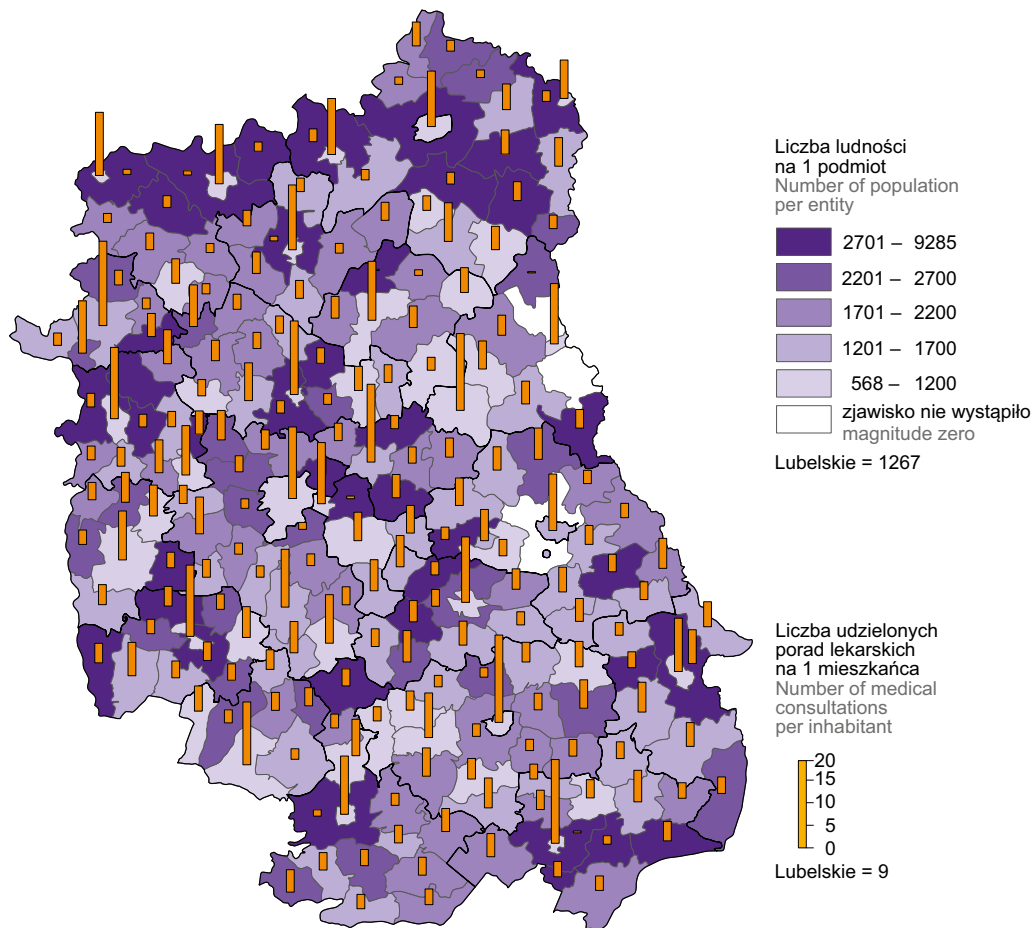 Liczba ludności
na 1 podmiot
Number of population
per entity
2701 – 9285
2201 – 2700
1701 – 2200
1201 – 1700
568 – 1200
zjawisko nie wystąpiło
magnitude zero
Lubelskie = 1267
Liczba udzielonych
porad lekarskich
na 1 mieszkańca
Number of medical
consultations
per inhabitant
20
15
10
5
0
Lubelskie = 9